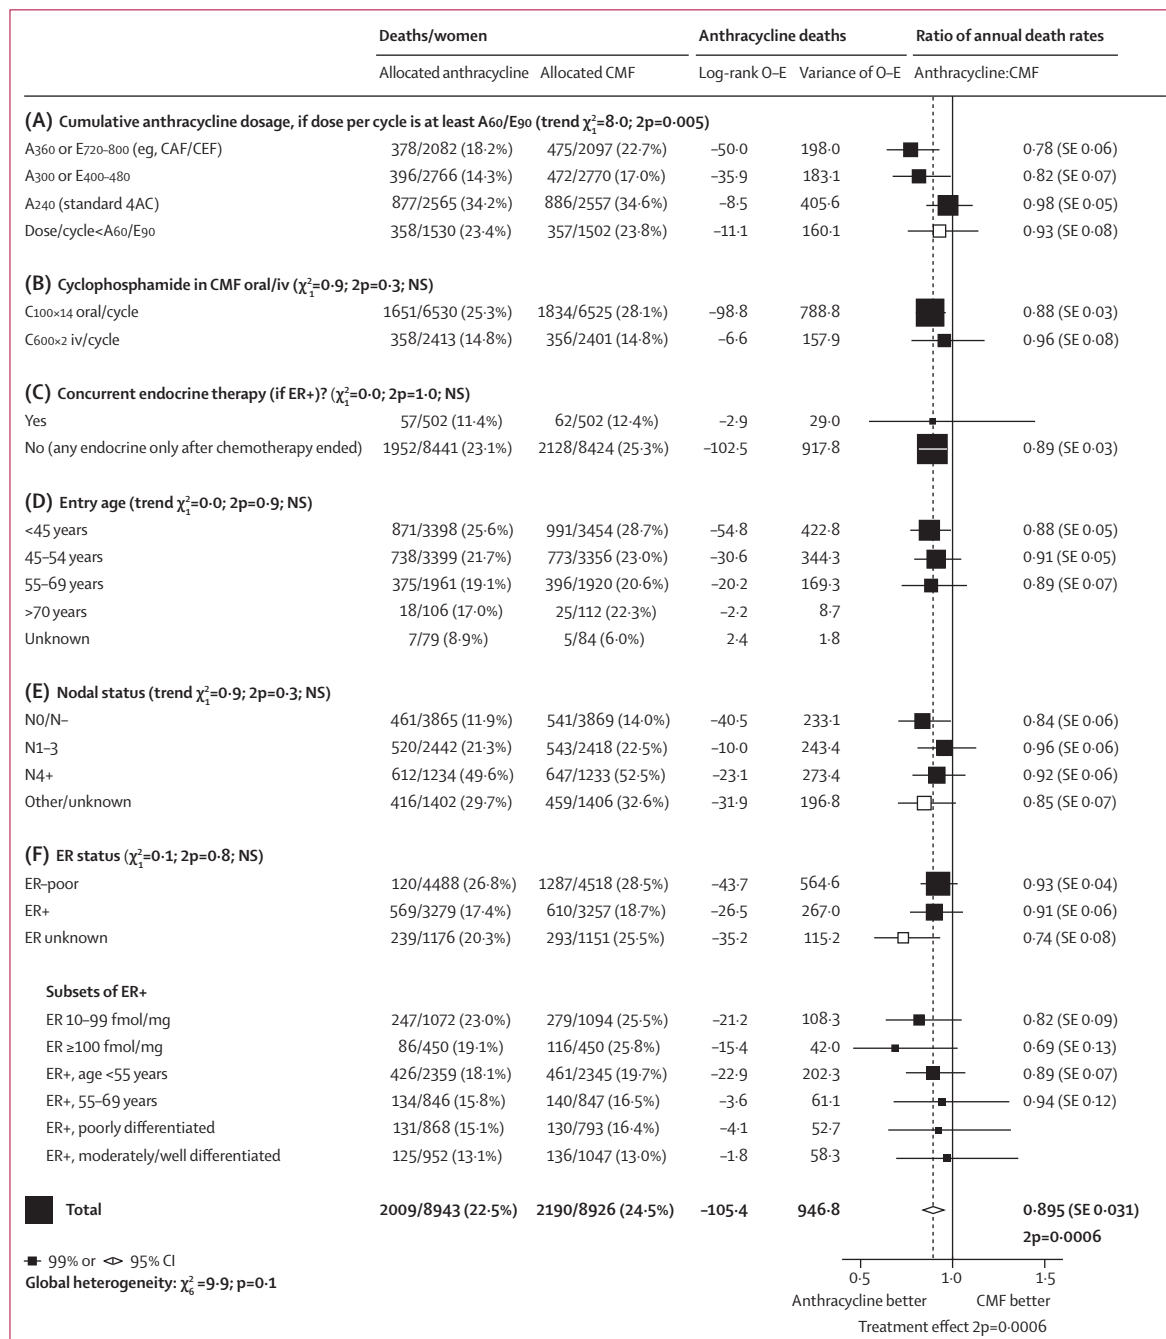 Deaths/women Anthracycline deaths Ratio of annual death rates
Allocated anthracycline Allocated CMF Log-rank O–E Variance of O–E Anthracycline:CMF
(A) Cumulative anthracycline dosage, if dose per cycle is at least A60/E90 (trend χ²₁=8·0; 2p=0·005)
A360 or E720–800 (eg, CAF/CEF) 378/2082 (18·2%) 475/2097 (22·7%) –50·0 198·0 0·78 (SE 0·06)
A300 or E400–480 396/2766 (14·3%) 472/2770 (17·0%) –35·9 183·1 0·82 (SE 0·07)
A240 (standard 4AC) 877/2565 (34·2%) 886/2557 (34·6%) –8·5 405·6 0·98 (SE 0·05)
Dose/cycle<A60/E90 358/1530 (23·4%) 357/1502 (23·8%) –11·1 160·1 0·93 (SE 0·08)
(B) Cyclophosphamide in CMF oral/iv (χ²₁=0·9; 2p=0·3; NS)
C100×14 oral/cycle 1651/6530 (25·3%) 1834/6525 (28·1%) –98·8 788·8 0·88 (SE 0·03)
C600×2 iv/cycle 358/2413 (14·8%) 356/2401 (14·8%) –6·6 157·9 0·96 (SE 0·08)
(C) Concurrent endocrine therapy (if ER+)? (χ²₁=0·0; 2p=1·0; NS)
Yes 57/502 (11·4%) 62/502 (12·4%) –2·9 29·0
No (any endocrine only after chemotherapy ended) 1952/8441 (23·1%) 2128/8424 (25·3%) –102·5 917·8 0·89 (SE 0·03)
(D) Entry age (trend χ²₁=0·0; 2p=0·9; NS)
<45 years 871/3398 (25·6%) 991/3454 (28·7%) –54·8 422·8 0·88 (SE 0·05)
45–54 years 738/3399 (21·7%) 773/3356 (23·0%) –30·6 344·3 0·91 (SE 0·05)
55–69 years 375/1961 (19·1%) 396/1920 (20·6%) –20·2 169·3 0·89 (SE 0·07)
>70 years 18/106 (17·0%) 25/112 (22·3%) –2·2 8·7
Unknown 7/79 (8·9%) 5/84 (6·0%) 2·4 1·8
(E) Nodal status (trend χ²₁=0·9; 2p=0·3; NS)
N0/N– 461/3865 (11·9%) 541/3869 (14·0%) –40·5 233·1 0·84 (SE 0·06)
N1–3 520/2442 (21·3%) 543/2418 (22·5%) –10·0 243·4 0·96 (SE 0·06)
N4+ 612/1234 (49·6%) 647/1233 (52·5%) –23·1 273·4 0·92 (SE 0·06)
Other/unknown 416/1402 (29·7%) 459/1406 (32·6%) –31·9 196·8 0·85 (SE 0·07)
(F) ER status (χ²₁=0·1; 2p=0·8; NS)
ER–poor 120/4488 (26·8%) 1287/4518 (28·5%) –43·7 564·6 0·93 (SE 0·04)
ER+ 569/3279 (17·4%) 610/3257 (18·7%) –26·5 267·0 0·91 (SE 0·06)
ER unknown 239/1176 (20·3%) 293/1151 (25·5%) –35·2 115·2 0·74 (SE 0·08)
Subsets of ER+
ER 10–99 fmol/mg 247/1072 (23·0%) 279/1094 (25·5%) –21·2 108·3 0·82 (SE 0·09)
ER ≥100 fmol/mg 86/450 (19·1%) 116/450 (25·8%) –15·4 42·0 0·69 (SE 0·13)
ER+, age <55 years 426/2359 (18·1%) 461/2345 (19·7%) –22·9 202·3 0·89 (SE 0·07)
ER+, 55–69 years 134/846 (15·8%) 140/847 (16·5%) –3·6 61·1 0·94 (SE 0·12)
ER+, poorly differentiated 131/868 (15·1%) 130/793 (16·4%) –4·1 52·7
ER+, moderately/well differentiated 125/952 (13·1%) 136/1047 (13·0%) –1·8 58·3
Total 2009/8943 (22·5%) 2190/8926 (24·5%) –105·4 946·8 0·895 (SE 0·031)
2p=0·0006
99% or 95% CI
Global heterogeneity: χ²₆=9·9; p=0·1
0·5 1·0 1·5
Anthracycline better CMF better
Treatment effect 2p=0·0006